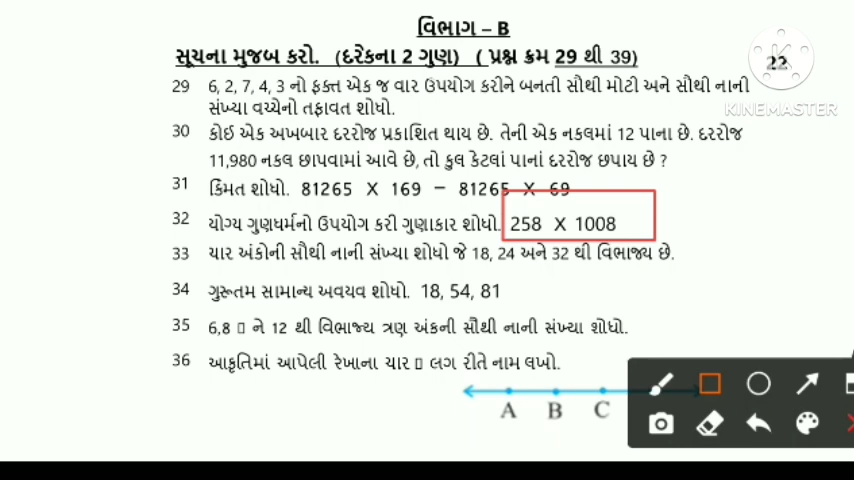 વિભાગ – B
સૂચના મુજબ કરો. (દરેકના 2 ગુણ) ( પ્રશ્ન ક્રમ 29 થી 39) 22
KINEMASTER
29 6, 2, 7, 4, 3 નો ફક્ત એક જ વાર ઉપયોગ કરીને બનતી સૌથી મોટી અને સૌથી નાની
સંખ્યા વચ્ચેનો તફાવત શોધો.
30 કોઈ એક અખબાર દરરોજ પ્રકાશિત થાય છે. તેની એક નકલમાં 12 પાના છે. દરરોજ
11,980 નકલ છાપવામાં આવે છે, તો કુલ કેટલાં પાનાં દરરોજ છપાય છે ?
31 કિંમત શોધો. 81265 X 169 – 81265 X 69
32 યોગ્ય ગુણધર્મનો ઉપયોગ કરી ગુણાકાર શોધો. 258 X 1008
33 ચાર અંકોની સૌથી નાની સંખ્યા શોધો જે 18, 24 અને 32 થી વિભાજ્ય છે.
34 ગુરુતમ સામાન્ય અવયવ શોધો. 18, 54, 81
35 6,8 ▯ ને 12 થી વિભાજ્ય ત્રણ અંકની સૌથી નાની સંખ્યા શોધો.
36 આકૃતિમાં આપેલી રેખાના ચાર ▯ લગ રીતે નામ લખો.
A B C